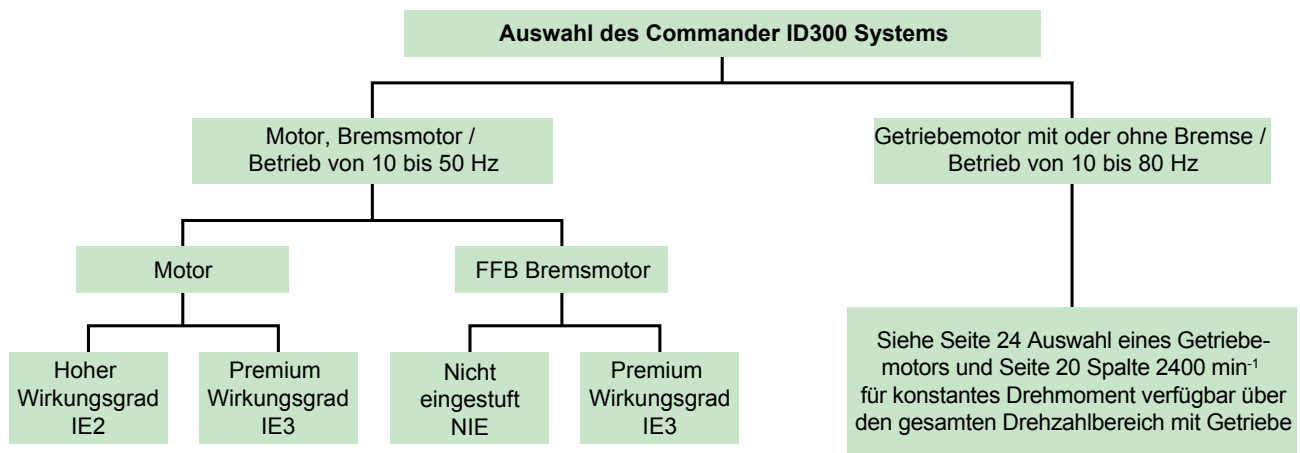 Auswahl des Commander ID300 Systems
Motor, Bremsmotor /
Betrieb von 10 bis 50 Hz
Getriebemotor mit oder ohne Bremse /
Betrieb von 10 bis 80 Hz
Motor
FFB Bremsmotor
Hoher
Wirkungsgrad
IE2
Premium
Wirkungsgrad
IE3
Nicht
eingestuft
NIE
Premium
Wirkungsgrad
IE3
Siehe Seite 24 Auswahl eines Getriebe-
motors und Seite 20 Spalte 2400 min⁻¹
für konstantes Drehmoment verfügbar über
den gesamten Drehzahlbereich mit Getriebe